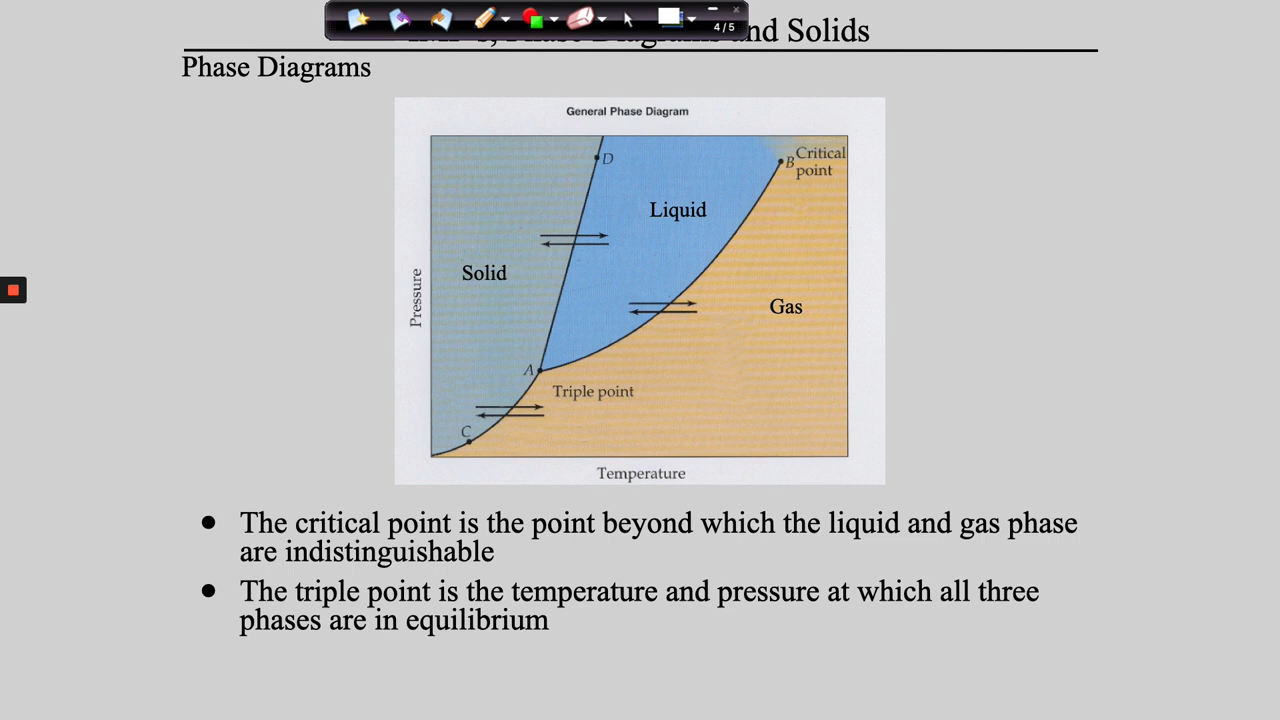 4/5
and Solids
Phase Diagrams
General Phase Diagram
D
B
Critical
point
Liquid
Solid
Pressure
Gas
A
Triple point
C
Temperature
● The critical point is the point beyond which the liquid and gas phase
are indistinguishable
● The triple point is the temperature and pressure at which all three
phases are in equilibrium